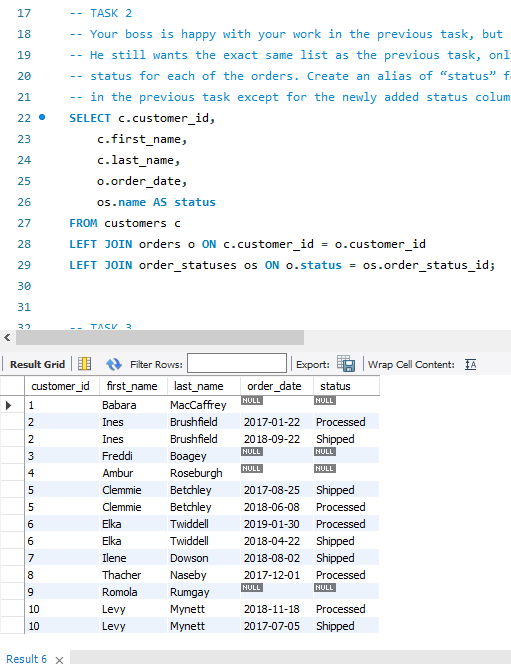 17 -- TASK 2
18 -- Your boss is happy with your work in the previous task, but
19 -- He still wants the exact same list as the previous task, onl
20 -- status for each of the orders. Create an alias of “status” f
21 -- in the previous task except for the newly added status colum
22 SELECT c.customer_id,
23 c.first_name,
24 c.last_name,
25 o.order_date,
26 os.name AS status
27 FROM customers c
28 LEFT JOIN orders o ON c.customer_id = o.customer_id
29 LEFT JOIN order_statuses os ON o.status = os.order_status_id;
30
31
32 -- TASK 3
Result Grid Filter Rows: Export: Wrap Cell Content:
customer_id first_name last_name order_date status
1 Babara MacCaffrey NULL NULL
2 Ines Brushfield 2017-01-22 Processed
2 Ines Brushfield 2018-09-22 Shipped
3 Freddi Boagey NULL NULL
4 Ambur Roseburgh NULL NULL
5 Clemmie Betchley 2017-08-25 Shipped
5 Clemmie Betchley 2018-06-08 Processed
6 Elka Twiddell 2019-01-30 Processed
6 Elka Twiddell 2018-04-22 Shipped
7 Ilene Dowson 2018-08-02 Shipped
8 Thacher Naseby 2017-12-01 Processed
9 Romola Rumgay NULL NULL
10 Levy Mynett 2018-11-18 Processed
10 Levy Mynett 2017-07-05 Shipped
Result 6